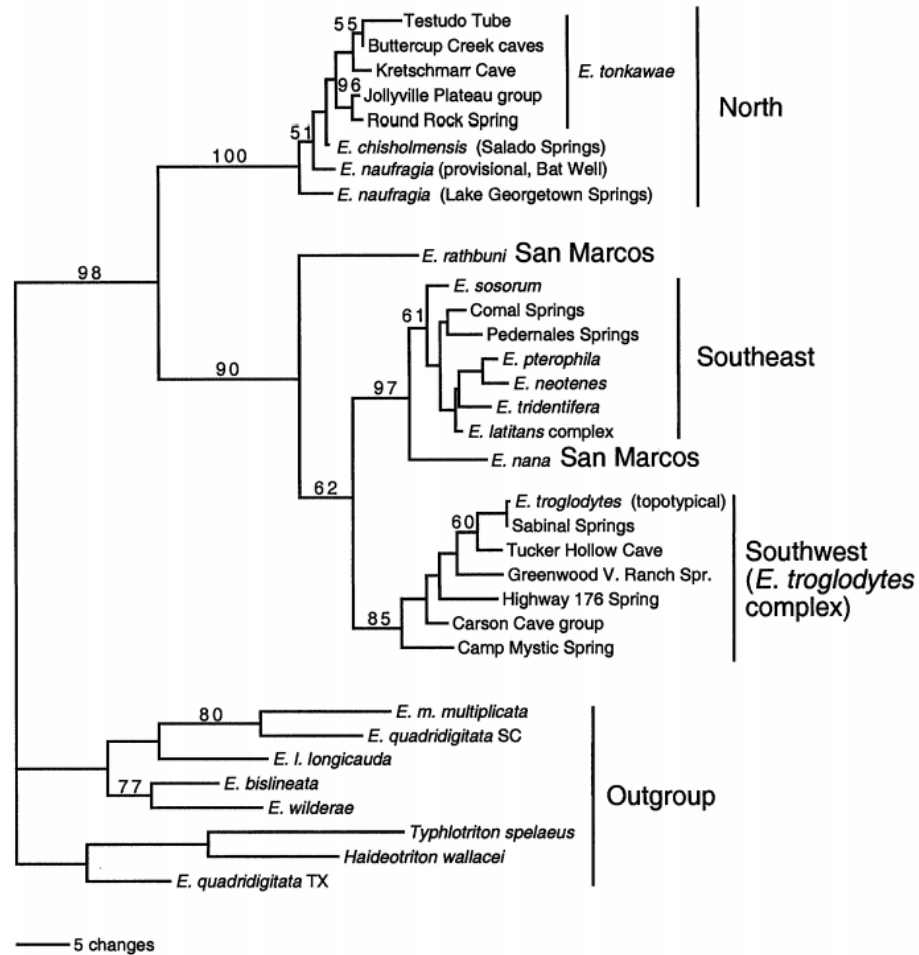 55
Testudo Tube
Buttercup Creek caves
Kretschmarr Cave
E. tonkawae
96
Jollyville Plateau group
Round Rock Spring
North
51
E. chisholmensis (Salado Springs)
100
E. naufragia (provisional, Bat Well)
E. naufragia (Lake Georgetown Springs)
98
E. rathbuni San Marcos
E. sosorum
61
Comal Springs
Pedernales Springs
Southeast
E. pterophila
90
E. neotenes
97
E. tridentifera
E. latitans complex
E. nana San Marcos
62
E. troglodytes (topotypical)
60
Sabinal Springs
Tucker Hollow Cave
Southwest
(E. troglodytes
complex)
Greenwood V. Ranch Spr.
Highway 176 Spring
85
Carson Cave group
Camp Mystic Spring
80
E. m. multiplicata
E. quadridigitata SC
E. l. longicauda
77
E. bislineata
Outgroup
E. wilderae
Typhlotriton spelaeus
Haideotriton wallacei
E. quadridigitata TX
5 changes